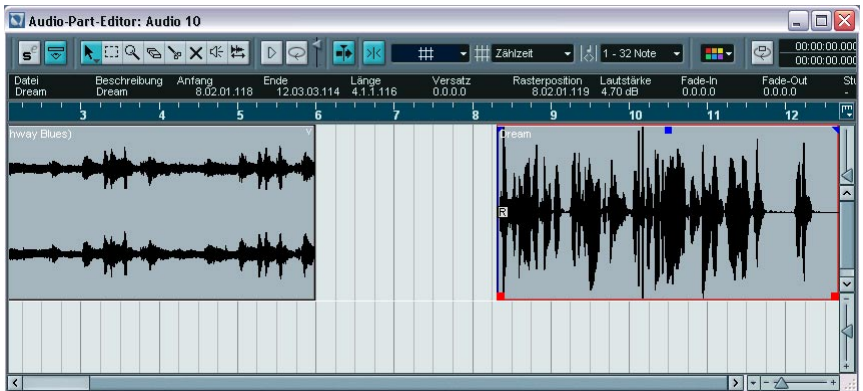 Audio-Part-Editor: Audio 10
Zählzeit 1 - 32 Note 00:00:00.000
00:00:00.000
Datei Beschreibung Anfang Ende Länge Versatz Rasterposition Lautstärke Fade-In Fade-Out St
Dream Dream 8.02.01.118 12.03.03.114 4.1.1.116 0.0.0.0 8.02.01.119 4.70 dB 0.0.0.0 0.0.0.0 -
3 4 5 6 7 8 9 10 11 12
hway Blues) V Dream
R